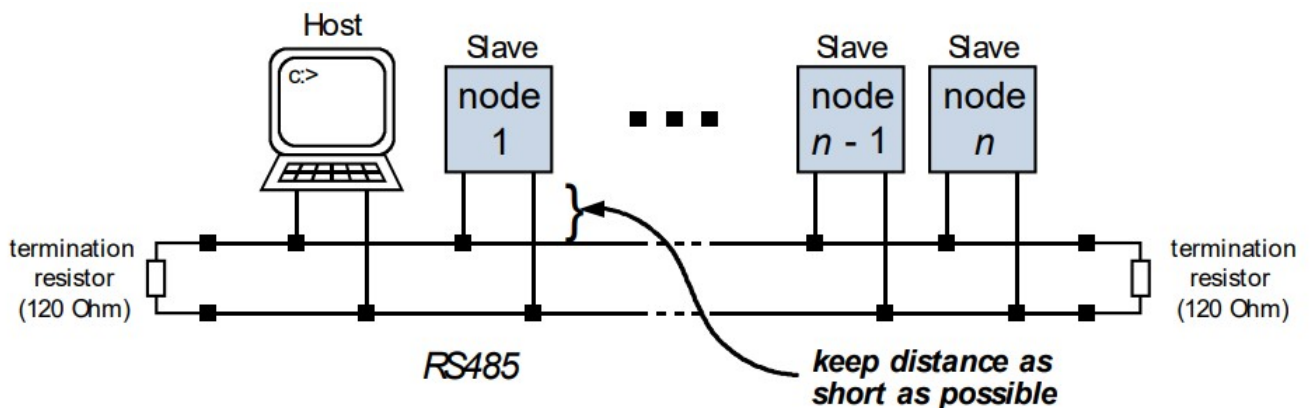 Host
c:>
Slave
node
1
Slave
node
n - 1
Slave
node
n
termination
resistor
(120 Ohm)
termination
resistor
(120 Ohm)
RS485
keep distance as
short as possible